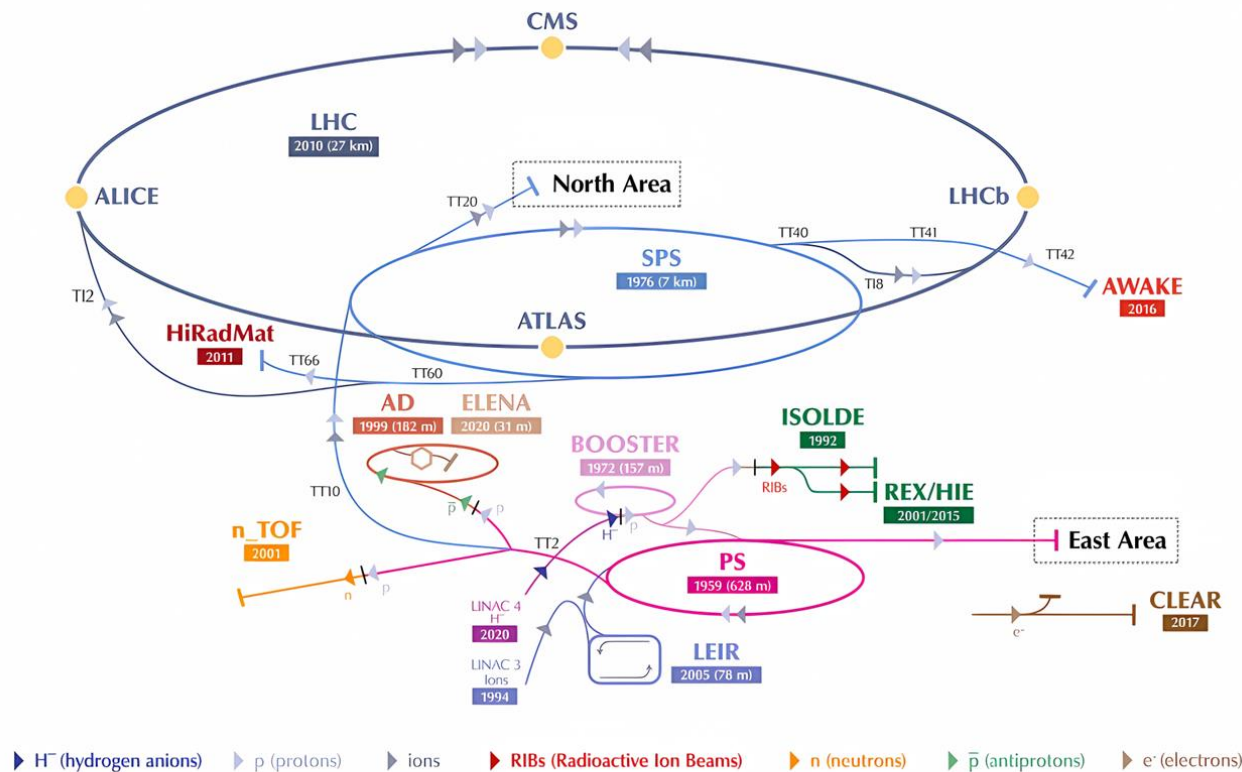 CMS
LHC
2010 (27 km)
ALICE
North Area
LHCb
TT20
TT40
TT41
SPS
1976 (7 km)
TT42
TI8
TI2
AWAKE
2016
ATLAS
HiRadMat
2011
TT66
TT60
AD
1999 (182 m)
ELENA
2020 (31 m)
ISOLDE
1992
BOOSTER
1972 (157 m)
RIBs
REX/HIE
2001/2015
TT10
p̅
p
H⁻
p
n_TOF
2001
TT2
East Area
PS
1959 (628 m)
n
p
LINAC 4
H⁻
2020
CLEAR
2017
e⁻
LEIR
2005 (78 m)
LINAC 3
Ions
1994
H⁻ (hydrogen anions)
p (protons)
ions
RIBs (Radioactive Ion Beams)
n (neutrons)
p̅ (antiprotons)
e⁻ (electrons)